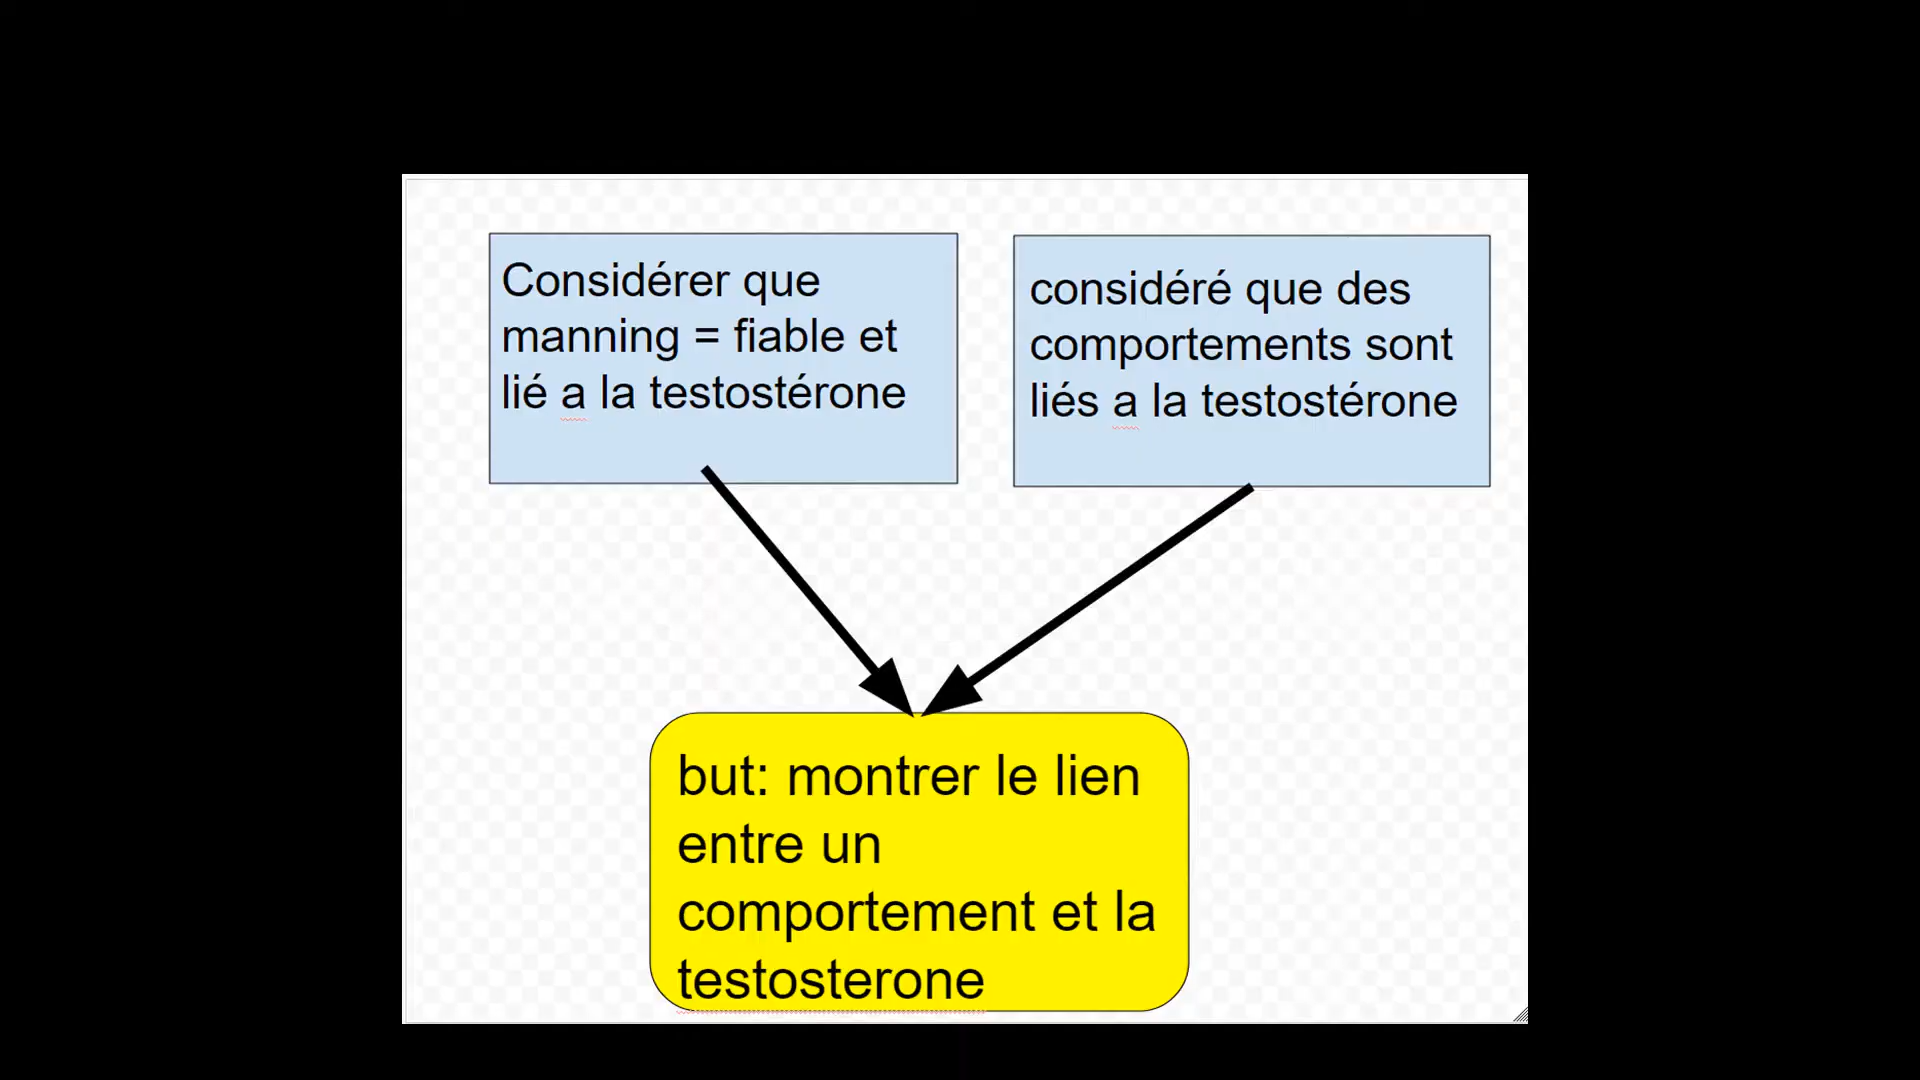 Considérer que
manning = fiable et
lié a la testostérone
considéré que des
comportements sont
liés a la testostérone
but: montrer le lien
entre un
comportement et la
testosterone